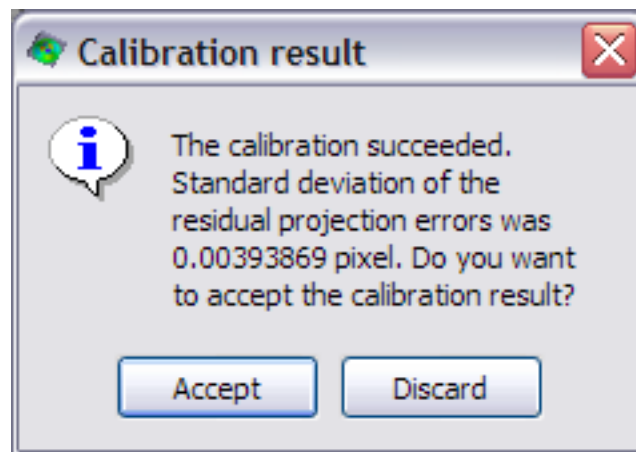 Calibration result
The calibration succeeded.
Standard deviation of the
residual projection errors was
0.00393869 pixel. Do you want
to accept the calibration result?
Accept
Discard